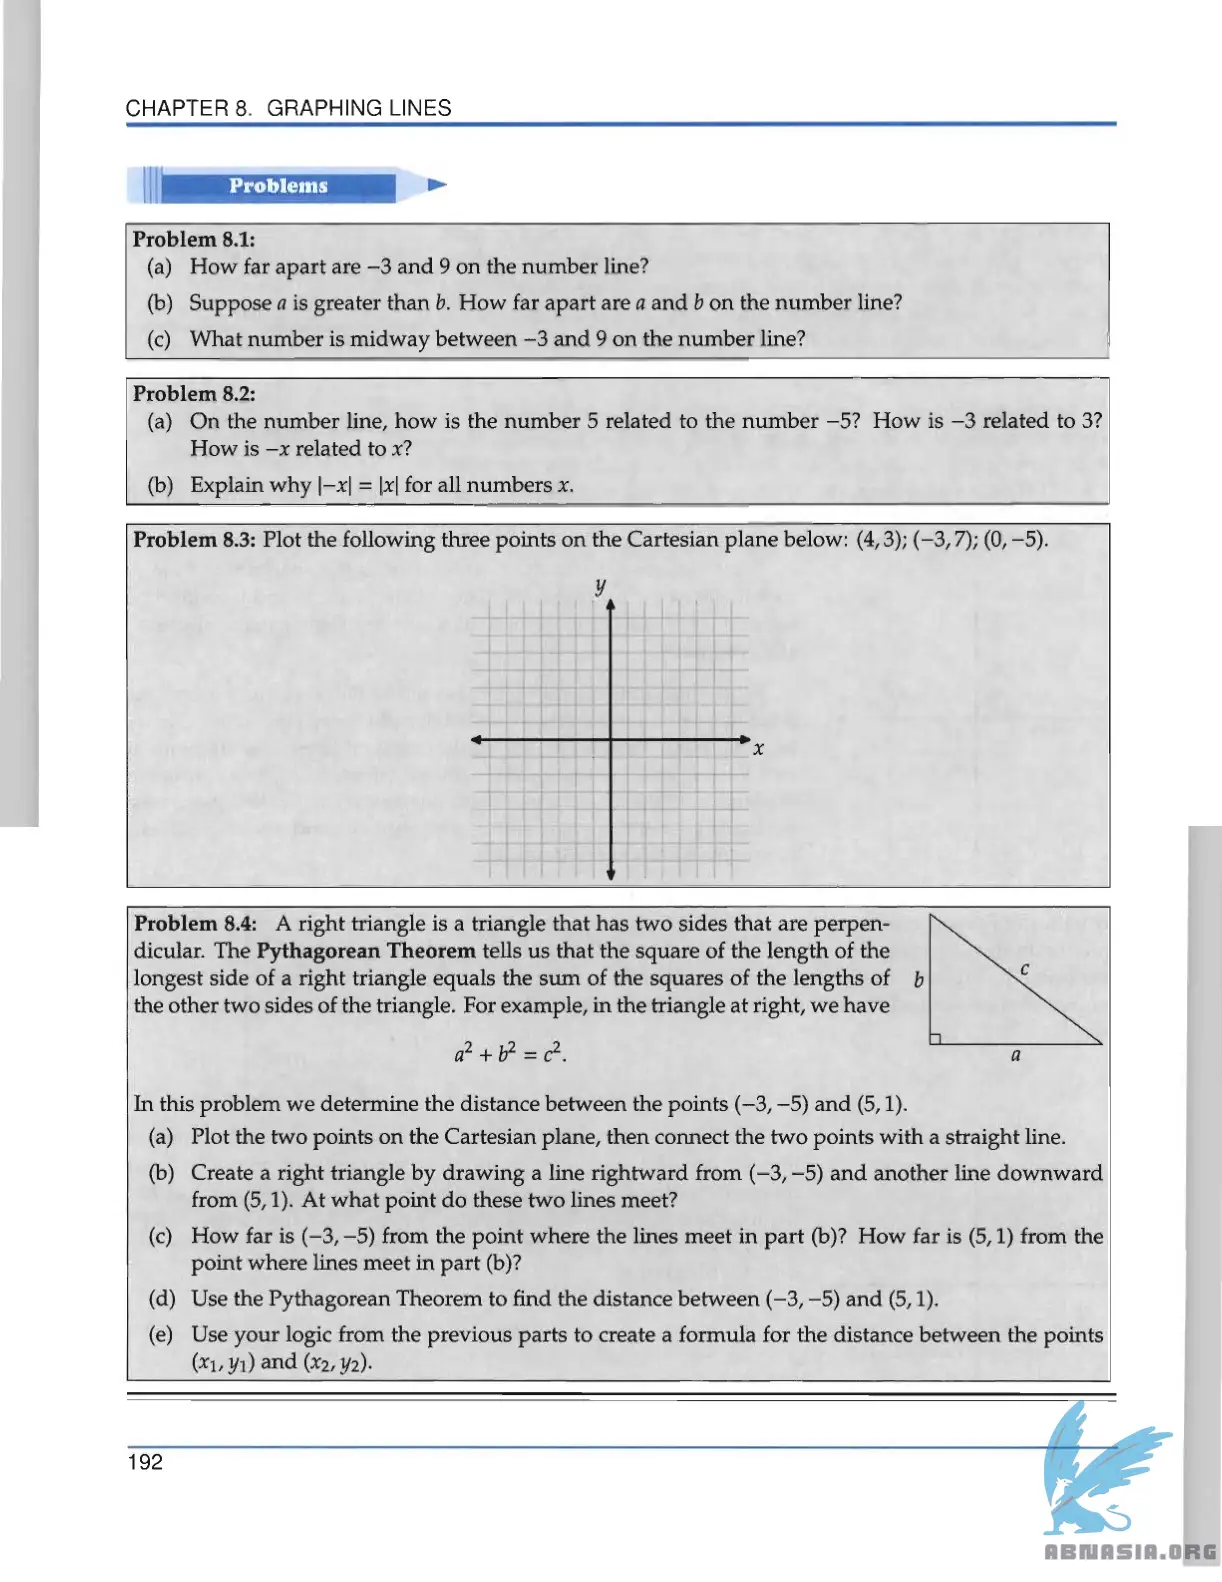 CHAPTER 8. GRAPHING LINES
Problems
Problem 8.1:
(a) How far apart are −3 and 9 on the number line?
(b) Suppose a is greater than b. How far apart are a and b on the number line?
(c) What number is midway between −3 and 9 on the number line?
Problem 8.2:
(a) On the number line, how is the number 5 related to the number −5? How is −3 related to 3?
How is −x related to x?
(b) Explain why |−x| = |x| for all numbers x.
Problem 8.3: Plot the following three points on the Cartesian plane below: (4, 3); (−3, 7); (0, −5).
y
x
Problem 8.4: A right triangle is a triangle that has two sides that are perpen-
dicular. The Pythagorean Theorem tells us that the square of the length of the
longest side of a right triangle equals the sum of the squares of the lengths of
the other two sides of the triangle. For example, in the triangle at right, we have
b
c
a
a² + b² = c².
In this problem we determine the distance between the points (−3, −5) and (5, 1).
(a) Plot the two points on the Cartesian plane, then connect the two points with a straight line.
(b) Create a right triangle by drawing a line rightward from (−3, −5) and another line downward
from (5, 1). At what point do these two lines meet?
(c) How far is (−3, −5) from the point where the lines meet in part (b)? How far is (5, 1) from the
point where lines meet in part (b)?
(d) Use the Pythagorean Theorem to find the distance between (−3, −5) and (5, 1).
(e) Use your logic from the previous parts to create a formula for the distance between the points
(x₁, y₁) and (x₂, y₂).
192
ABNASIA.ORG